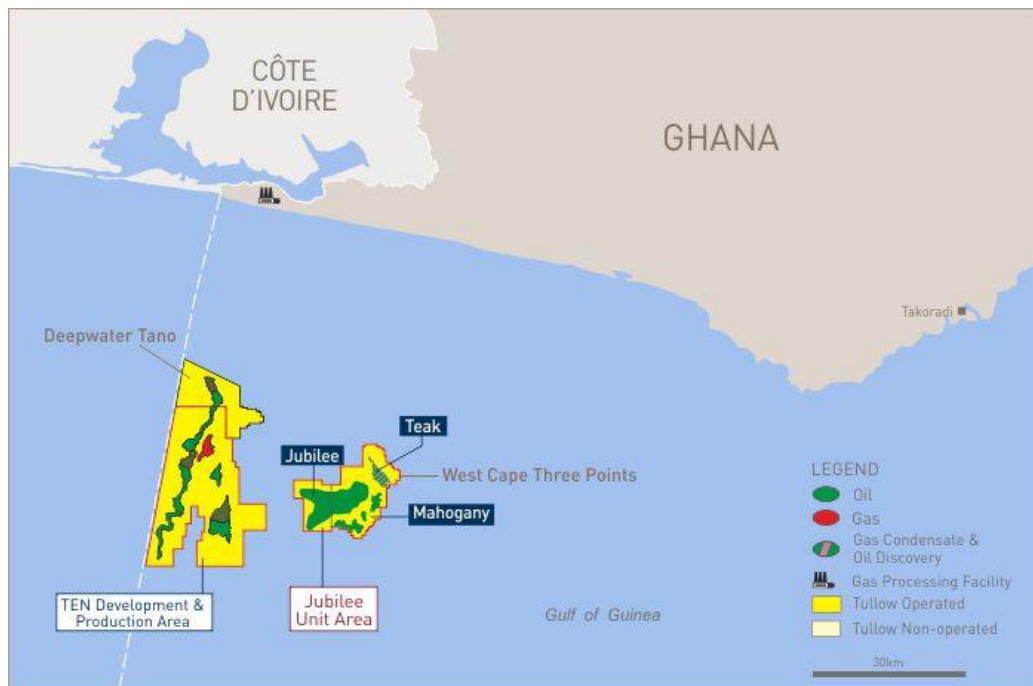 CÔTE
D'IVOIRE
GHANA
Takoradi
Deepwater Tano
Teak
Jubilee
West Cape Three Points
Mahogany
TEN Development &
Production Area
Jubilee
Unit Area
Gulf of Guinea
LEGEND
Oil
Gas
Gas Condensate &
Oil Discovery
Gas Processing Facility
Tullow Operated
Tullow Non-operated
30km